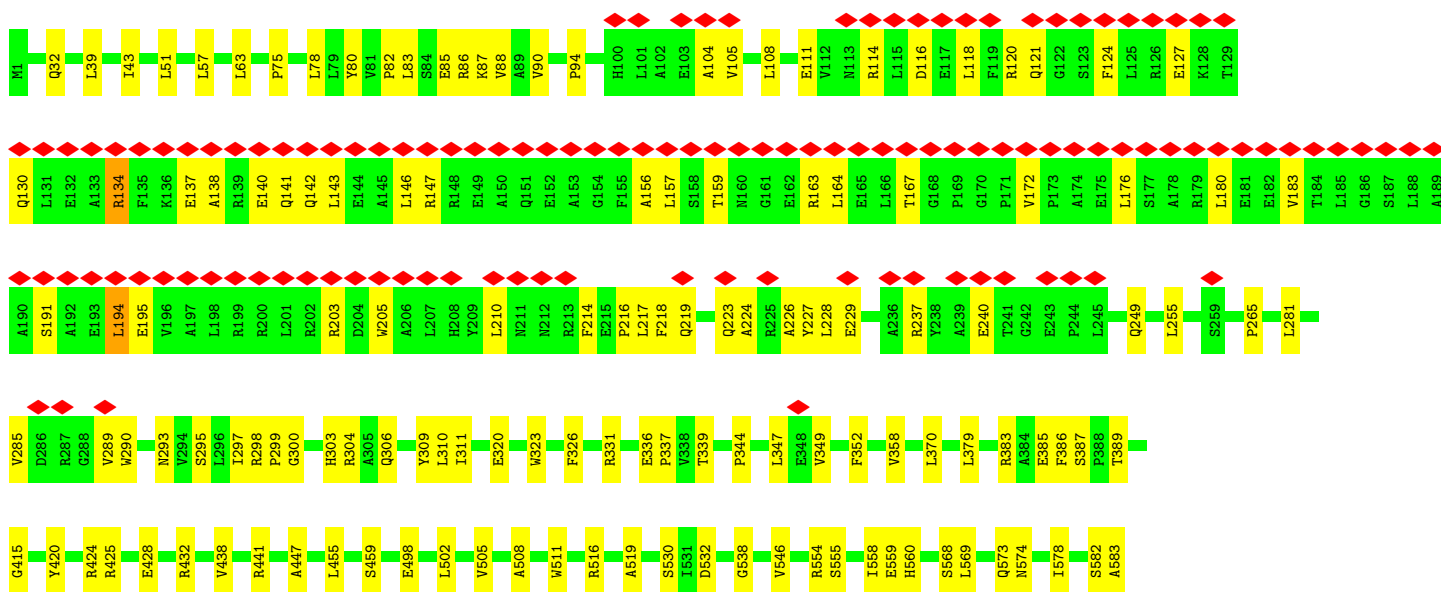 M1 Q32 L39 I43 L51 L57 L63 P75 L78 L79 Y80 V81 P82 L83 S84 E85 R86 K87 V88 A89 V90 P94 H100 L101 A102 E103 A104 V105 L108 E111 V112 N113 R114 L115 D116 E117 L118 F119 R120 Q121 G122 S123 F124 L125 R126 E127 K128 T129
Q130 L131 E132 A133 R134 F135 K136 E137 A138 R139 E140 Q141 Q142 L143 E144 A145 L146 R147 R148 E149 A150 Q151 E152 A153 G154 F155 A156 L157 S158 T159 N160 G161 E162 R163 L164 E165 L166 T167 G168 P169 G170 P171 V172 P173 A174 E175 L176 S177 A178 R179 L180 E181 E182 V183 T184 L185 G186 S187 L188 A189
A190 S191 A192 E193 L194 E195 V196 A197 L198 R199 R200 L201 R202 R203 D204 W205 A206 L207 H208 Y209 L210 N211 N212 R213 F214 E215 P216 L217 F218 Q219 Q223 A224 R225 A226 Y227 L228 E229 A236 R237 Y238 A239 E240 T241 G242 E243 P244 L245 Q249 L255 S259 P265 L281
V285 D286 R287 G288 V289 W290 N293 V294 S295 L296 I297 R298 P299 G300 H303 R304 A305 Q306 Y309 L310 I311 E320 W323 F326 R331 E336 P337 V338 T339 P344 L347 E348 V349 F352 V358 L370 L379 R383 A384 E385 F386 S387 P388 T389
G415 Y420 R424 R425 E428 R432 V438 R441 A447 L455 S459 E498 L502 V505 A508 W511 R516 A519 S530 I531 D532 G538 V546 R554 S555 I558 E559 H560 S568 L569 Q573 N574 I578 S582 A583